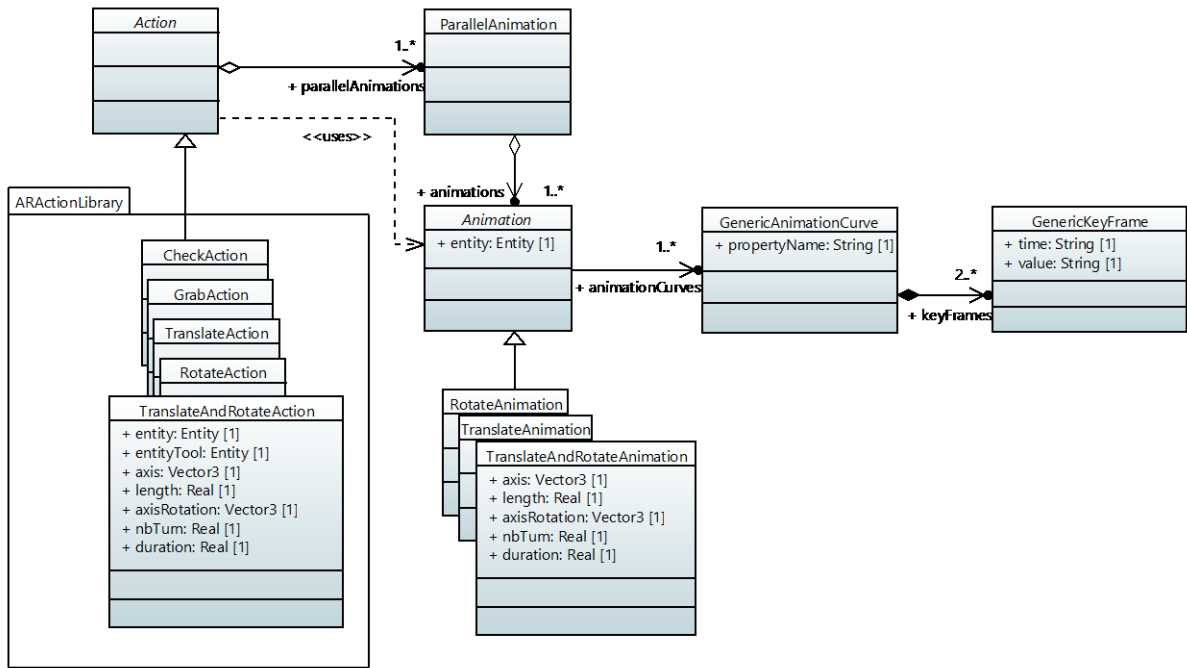 Action
ParallelAnimation
1..*
+ parallelAnimations
<<uses>>
+ animations
1..*
ARActionLibrary
Animation
+ entity: Entity [1]
1..*
+ animationCurves
GenericAnimationCurve
+ propertyName: String [1]
2..*
+ keyFrames
GenericKeyFrame
+ time: String [1]
+ value: String [1]
CheckAction
GrabAction
TranslateAction
RotateAction
TranslateAndRotateAction
+ entity: Entity [1]
+ entityTool: Entity [1]
+ axis: Vector3 [1]
+ length: Real [1]
+ axisRotation: Vector3 [1]
+ nbTurn: Real [1]
+ duration: Real [1]
RotateAnimation
TranslateAnimation
TranslateAndRotateAnimation
+ axis: Vector3 [1]
+ length: Real [1]
+ axisRotation: Vector3 [1]
+ nbTurn: Real [1]
+ duration: Real [1]